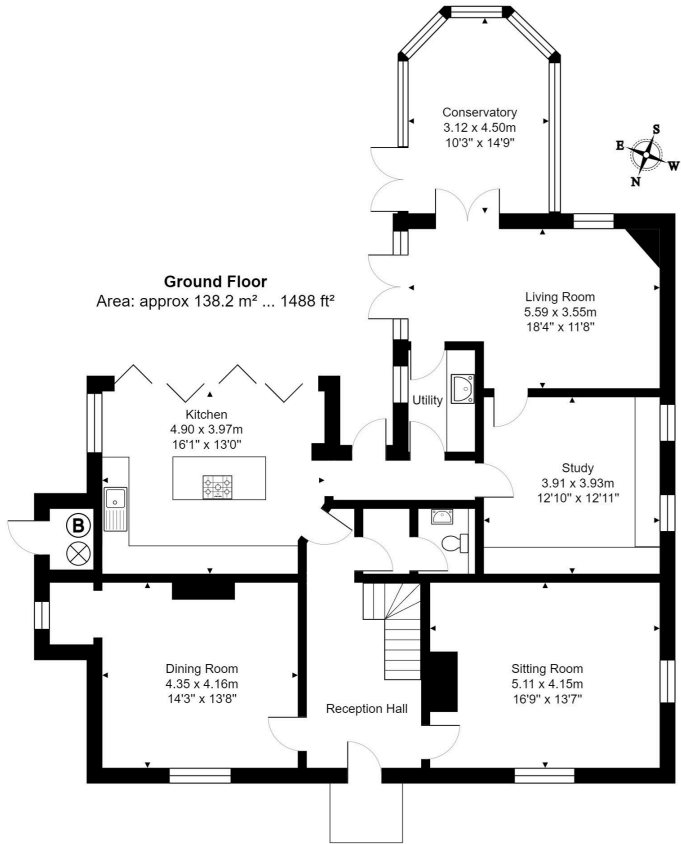 Conservatory
3.12 x 4.50m
10'3" x 14'9"
S
E
W
N
Ground Floor
Area: approx 138.2 m² ... 1488 ft²
Living Room
5.59 x 3.55m
18'4" x 11'8"
Kitchen
4.90 x 3.97m
16'1" x 13'0"
Utility
Study
3.91 x 3.93m
12'10" x 12'11"
B
Dining Room
4.35 x 4.16m
14'3" x 13'8"
Reception Hall
Sitting Room
5.11 x 4.15m
16'9" x 13'7"